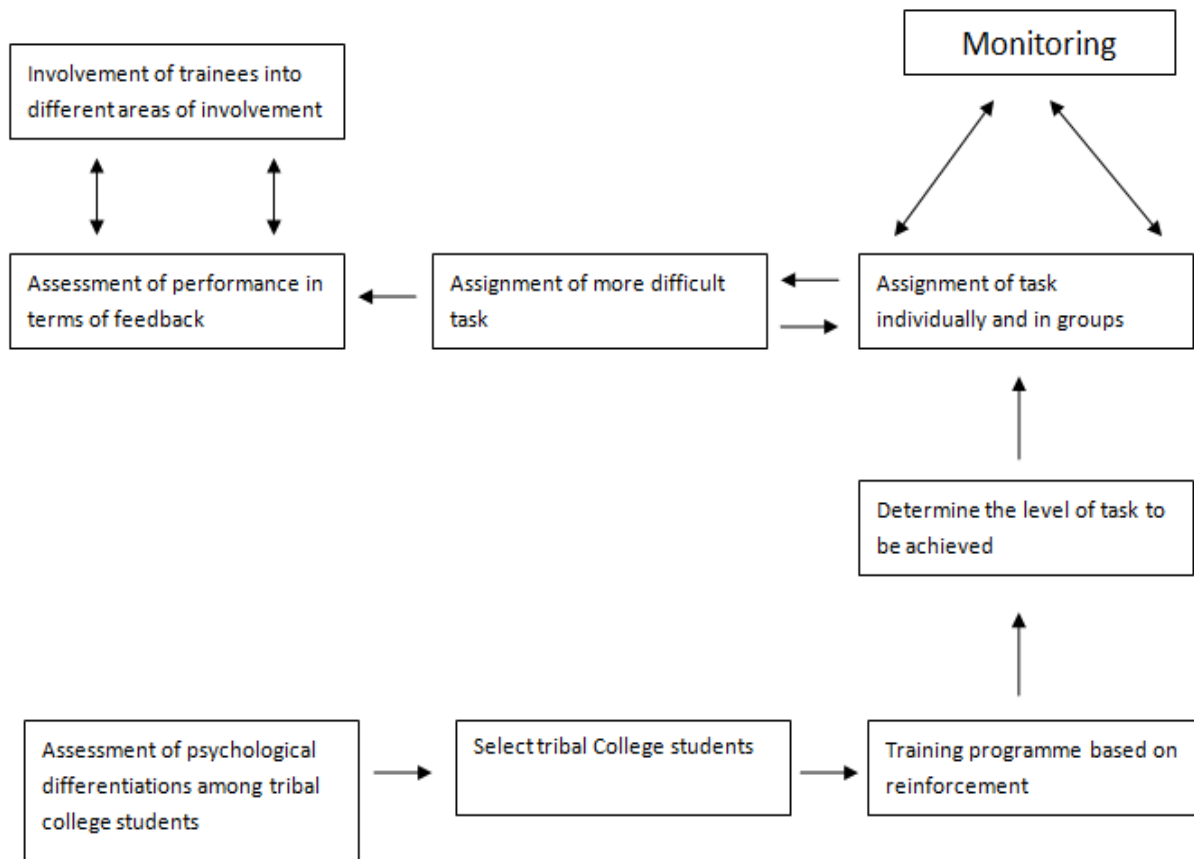 Monitoring
Involvement of trainees into
different areas of involvement
Assessment of performance in
terms of feedback
Assignment of more difficult
task
Assignment of task
individually and in groups
Determine the level of task to
be achieved
Assessment of psychological
differentiations among tribal
college students
Select tribal College students
Training programme based on
reinforcement